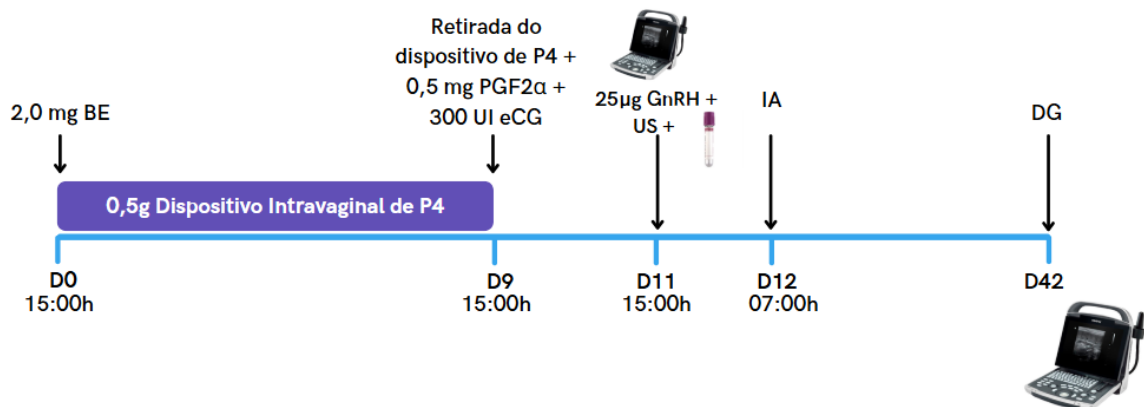 2,0 mg BE
Retirada do
dispositivo de P4 +
0,5 mg PGF2α +
300 UI eCG
25µg GnRH +
US +
IA
DG
0,5g Dispositivo Intravaginal de P4
D0
15:00h
D9
15:00h
D11
15:00h
D12
07:00h
D42